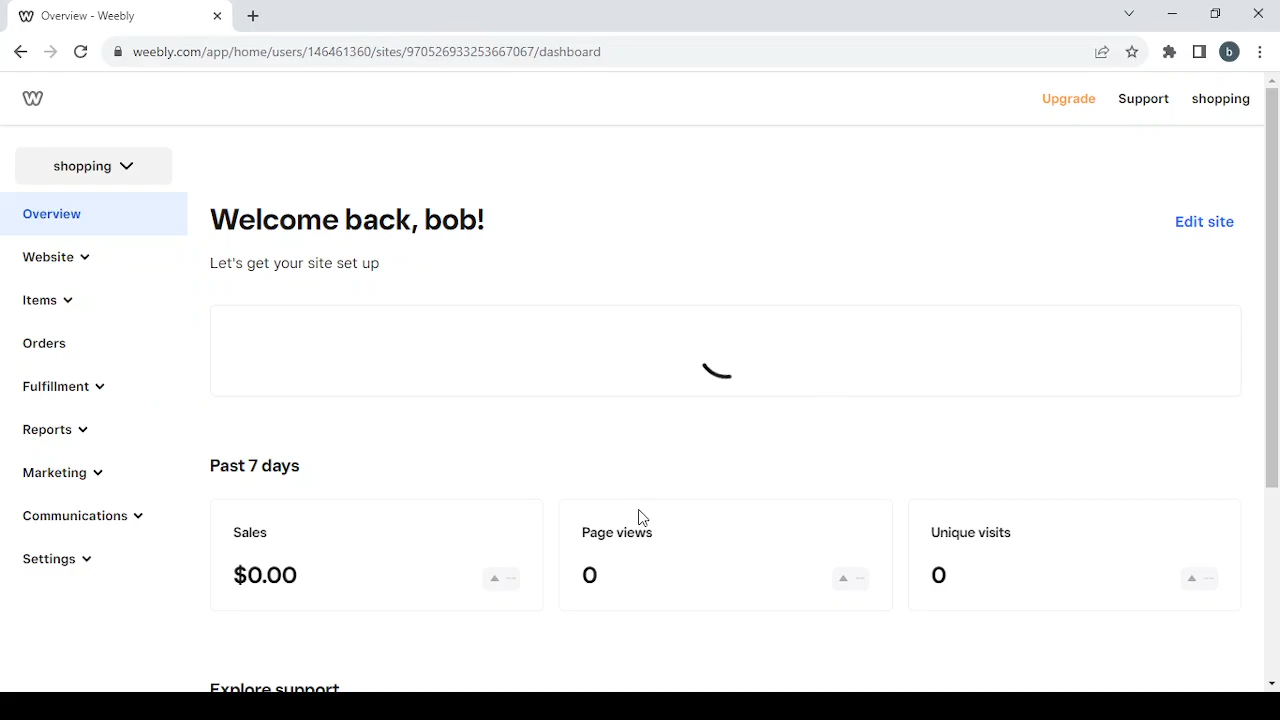 Overview - Weebly
weebly.com/app/home/users/146461360/sites/970526933253667067/dashboard
b
Upgrade
Support
shopping
shopping
Overview
Website
Items
Orders
Fulfillment
Reports
Marketing
Communications
Settings
Welcome back, bob!
Edit site
Let's get your site set up
Past 7 days
Sales
$0.00
--
Page views
0
--
Unique visits
0
--
Explore support